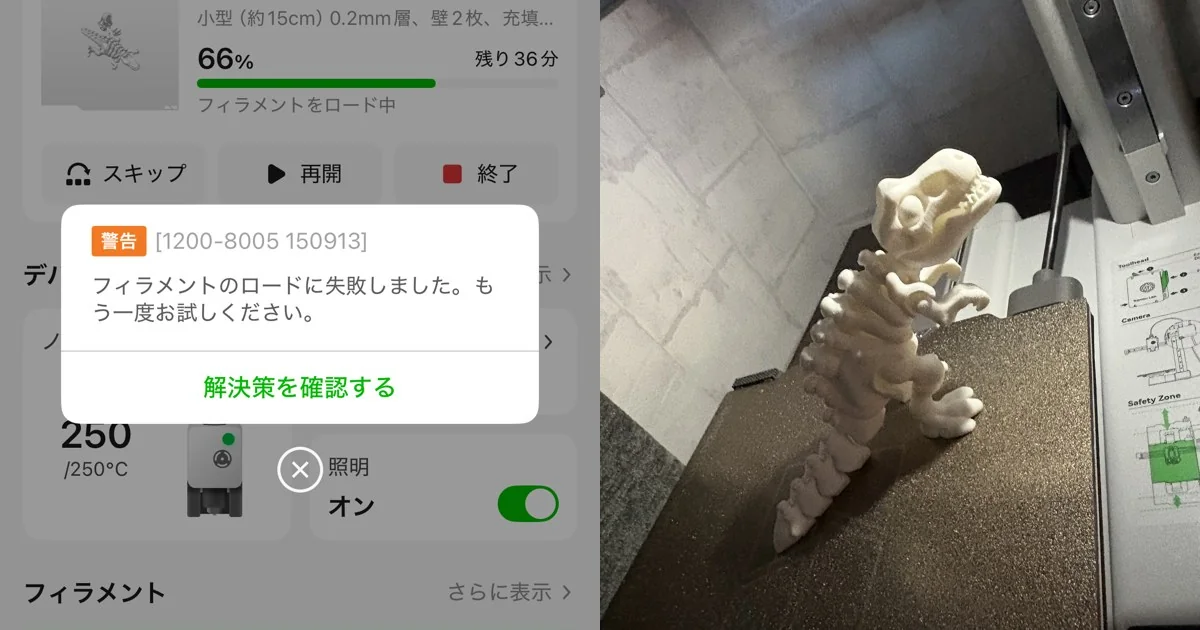 小型（約15cm）0.2mm層、壁2枚、充填...
66%
残り36分
フィラメントをロード中
スキップ
再開
終了
警告 [1200-8005 150913]
フィラメントのロードに失敗しました。も
う一度お試しください。
解決策を確認する
250
/250°C
照明
オン
フィラメント
さらに表示
Toolhead
Camera
Safety Zone